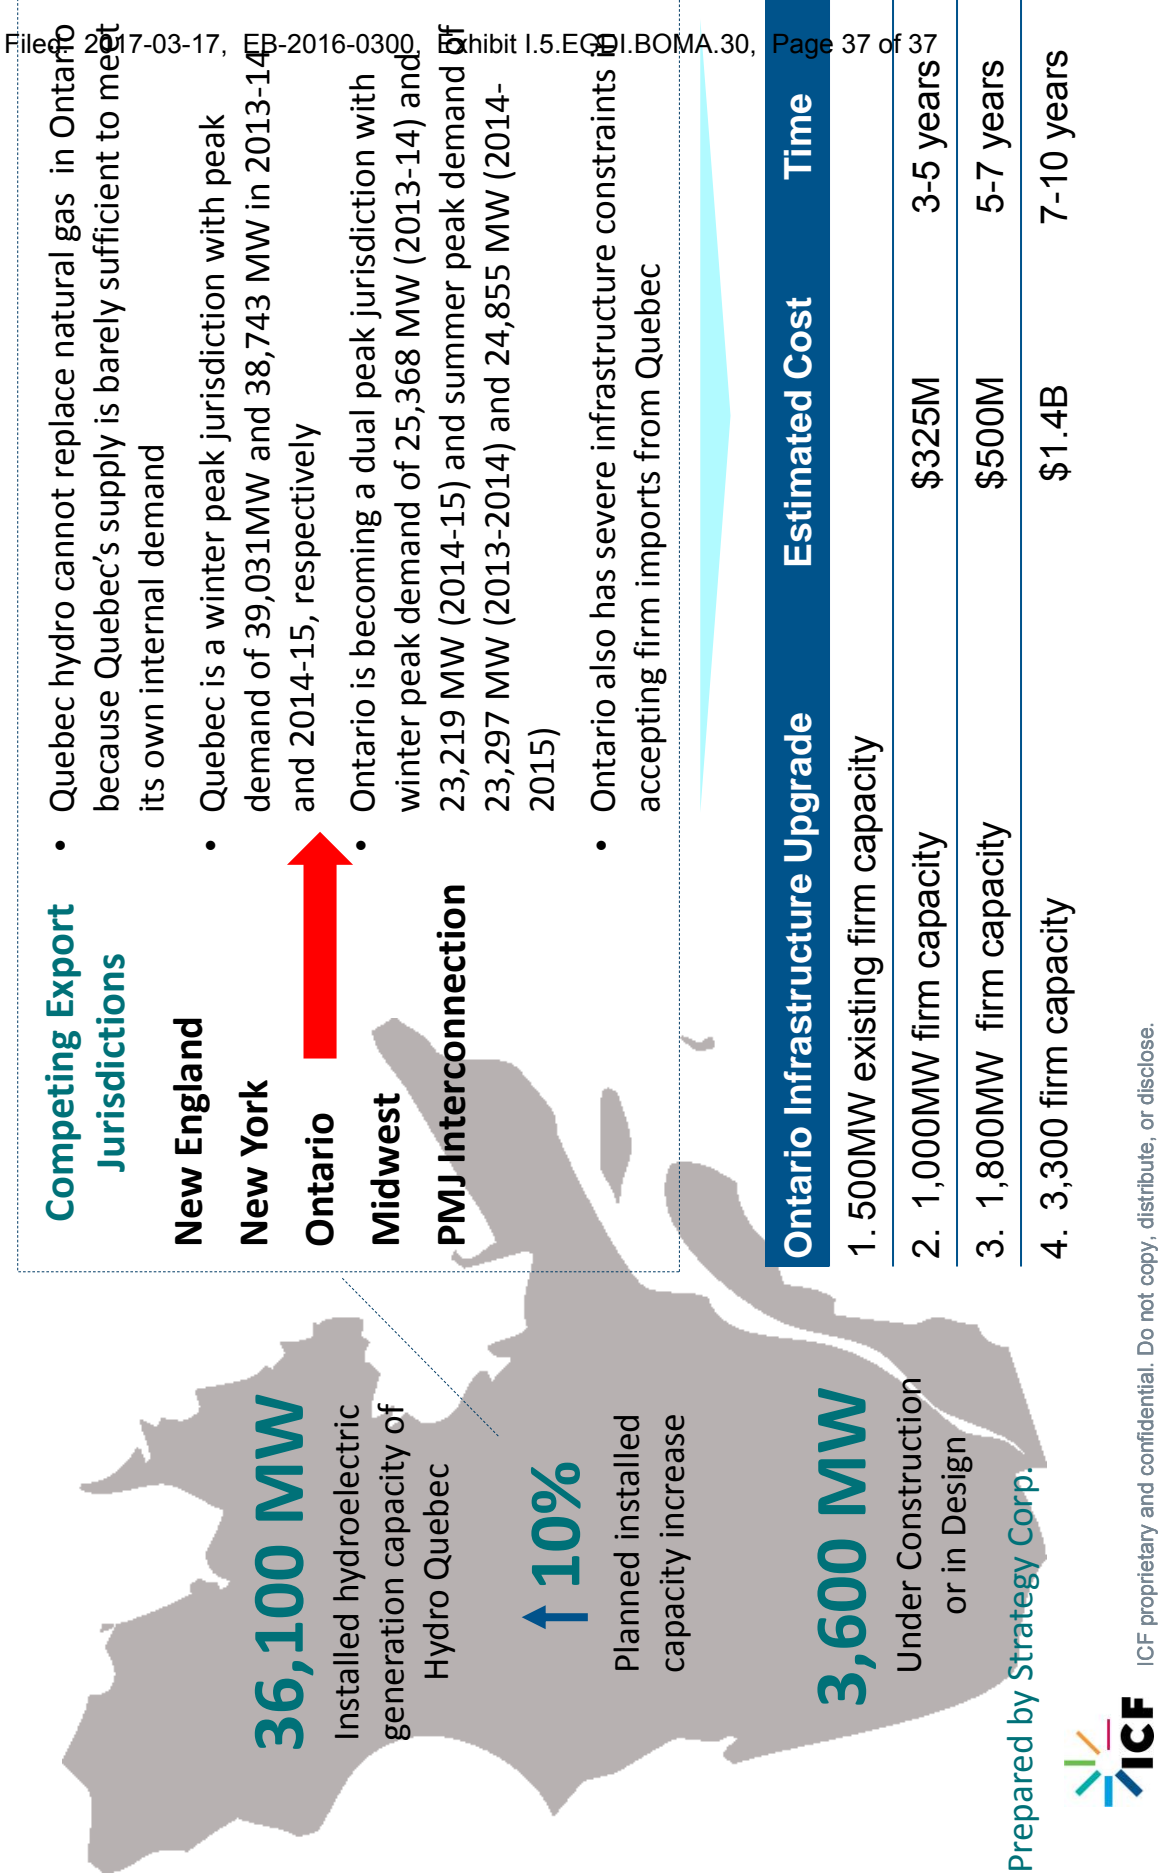 Filed: 2017-03-17, EB-2016-0300, Exhibit I.5.EGDI.BOMA.30, Page 37 of 37
36,100 MW
Installed hydroelectric
generation capacity of
Hydro Quebec
10%
Planned installed
capacity increase
3,600 MW
Under Construction
or in Design
Competing Export
Jurisdictions
New England
New York
Ontario
Midwest
PMJ Interconnection
• Quebec hydro cannot replace natural gas in Ontario
because Quebec’s supply is barely sufficient to meet
its own internal demand
• Quebec is a winter peak jurisdiction with peak
demand of 39,031MW and 38,743 MW in 2013-14
and 2014-15, respectively
• Ontario is becoming a dual peak jurisdiction with
winter peak demand of 25,368 MW (2013-14) and
23,219 MW (2014-15) and summer peak demand of
23,297 MW (2013-2014) and 24,855 MW (2014-
2015)
• Ontario also has severe infrastructure constraints in
accepting firm imports from Quebec
Ontario Infrastructure Upgrade Estimated Cost Time
1. 500MW existing firm capacity
2. 1,000MW firm capacity $325M 3-5 years
3. 1,800MW firm capacity $500M 5-7 years
4. 3,300 firm capacity $1.4B 7-10 years
Prepared by Strategy Corp.
ICF
ICF proprietary and confidential. Do not copy, distribute, or disclose.